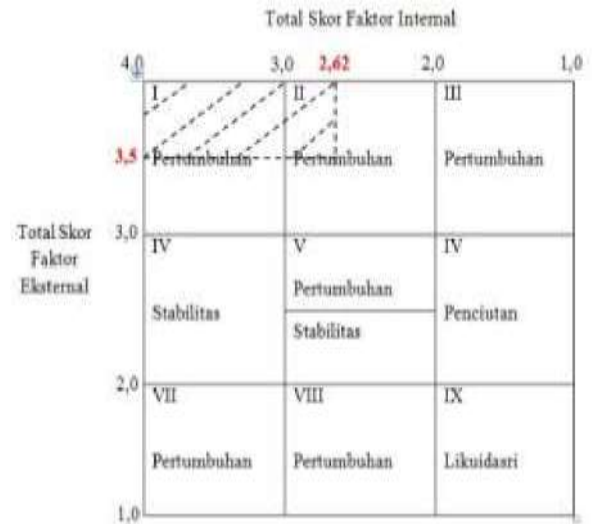 Total Skor Faktor Internal
4,0 3,0 2,62 2,0 1,0
I II III
3,5 Pertumbuhan Pertumbuhan Pertumbuhan
Total Skor
Faktor
Eksternal
3,0
IV V IV
Pertumbuhan
Stabilitas Penciutan
Stabilitas
2,0
VII VIII IX
Pertumbuhan Pertumbuhan Likuidasri
1,0